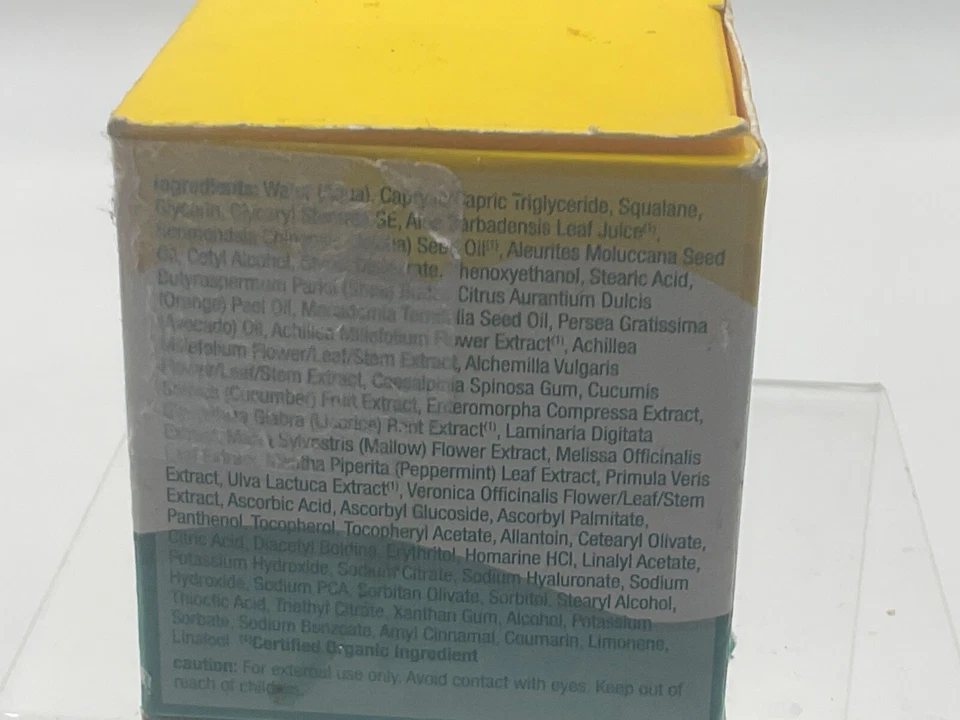 Ingredients: Water (Aqua), Caprylic/Capric Triglyceride, Squalane,
Glycerin, Glyceryl Stearate SE, Aloe Barbadensis Leaf Juice⁽¹⁾,
Chinensis (Jojoba) Seed Oil⁽¹⁾, Aleurites Moluccana Seed
Oil, Cetyl Alcohol, Phenoxyethanol, Stearic Acid,
Butyrospermum Parkii (Shea) Butter Citrus Aurantium Dulcis
(Orange) Peel Oil, Macadamia Ternifolia Seed Oil, Persea Gratissima
(Avocado) Oil, Achillea Millefolium Flower Extract⁽¹⁾, Achillea
Millefolium Flower/Leaf/Stem Extract, Alchemilla Vulgaris
Flower/Leaf/Stem Extract, Caesalpinia Spinosa Gum, Cucumis
Sativus (Cucumber) Fruit Extract, Enteromorpha Compressa Extract,
Glabra (Licorice) Root Extract⁽¹⁾, Laminaria Digitata
Extract, Malva Sylvestris (Mallow) Flower Extract, Melissa Officinalis
Leaf Extract, Mentha Piperita (Peppermint) Leaf Extract, Primula Veris
Extract, Ulva Lactuca Extract⁽¹⁾, Veronica Officinalis Flower/Leaf/Stem
Extract, Ascorbic Acid, Ascorbyl Glucoside, Ascorbyl Palmitate,
Panthenol, Tocopherol, Tocopheryl Acetate, Allantoin, Cetearyl Olivate,
Citric Acid, Diacetyl Boldine, Erythritol, Homarine HCl, Linalyl Acetate,
Potassium Hydroxide, Sodium Citrate, Sodium Hyaluronate, Sodium
Hydroxide, Sodium PCA, Sorbitan Olivate, Sorbitol, Stearyl Alcohol,
Thioctic Acid, Triethyl Citrate, Xanthan Gum, Alcohol, Potassium
Sorbate, Sodium Benzoate, Amyl Cinnamal, Coumarin, Limonene,
Linalool. ⁽¹⁾Certified Organic Ingredient
caution: For external use only. Avoid contact with eyes. Keep out of
reach of children.